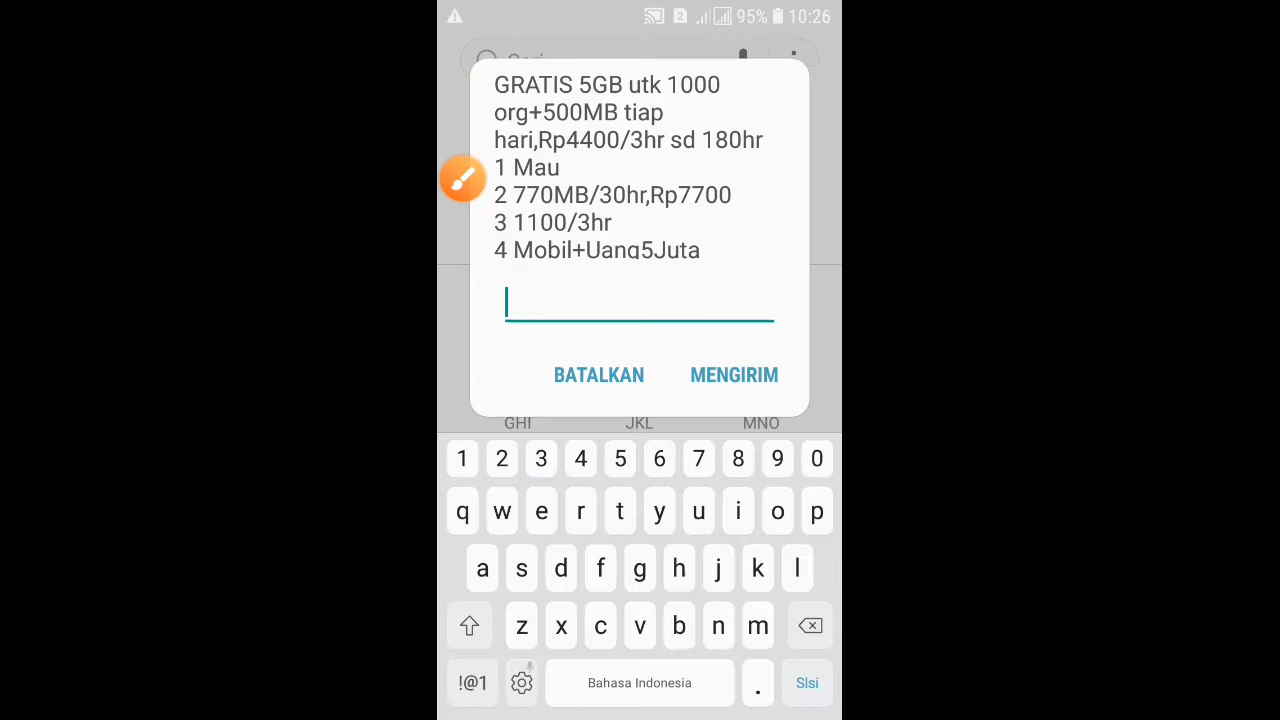 2 95% 10:26
GRATIS 5GB utk 1000
org+500MB tiap
hari,Rp4400/3hr sd 180hr
1 Mau
2 770MB/30hr,Rp7700
3 1100/3hr
4 Mobil+Uang5Juta
BATALKAN MENGIRIM
GHI JKL MNO
1 2 3 4 5 6 7 8 9 0
q w e r t y u i o p
a s d f g h j k l
z x c v b n m
!@1 Bahasa Indonesia . Slsi